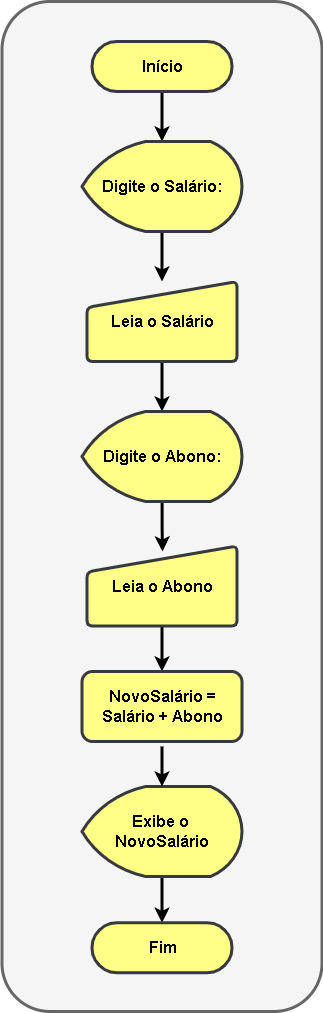 Início
Digite o Salário:
Leia o Salário
Digite o Abono:
Leia o Abono
NovoSalário =
Salário + Abono
Exibe o
NovoSalário
Fim